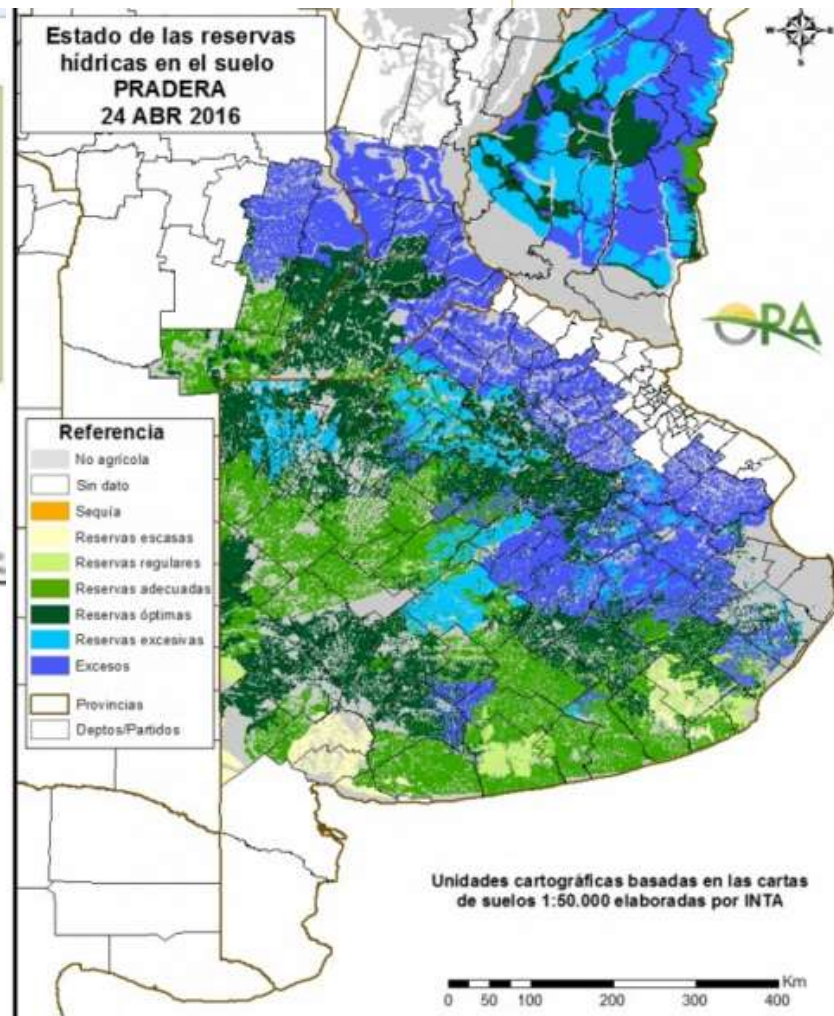 Estado de las reservas
hídricas en el suelo
PRADERA
24 ABR 2016
W
E
S
ORA
Referencia
No agrícola
Sin dato
Sequía
Reservas escasas
Reservas regulares
Reservas adecuadas
Reservas óptimas
Reservas excesivas
Excesos
Provincias
Deptos/Partidos
Unidades cartográficas basadas en las cartas
de suelos 1:50.000 elaboradas por INTA
Km
0 50 100 200 300 400